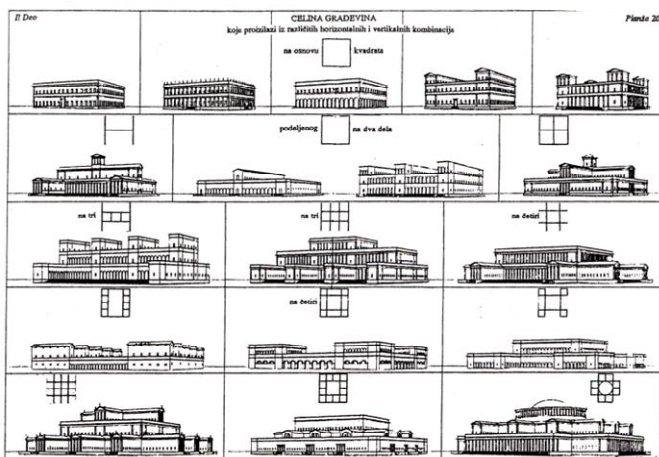 II Deo
CELINA GRAĐEVINA
Planša 20
koje proizilazi iz različitih horizontalnih i vertikalnih kombinacija
na osnovu kvadrata
podeljenog na dva dela
na tri
na tri
na četiri
na četiri